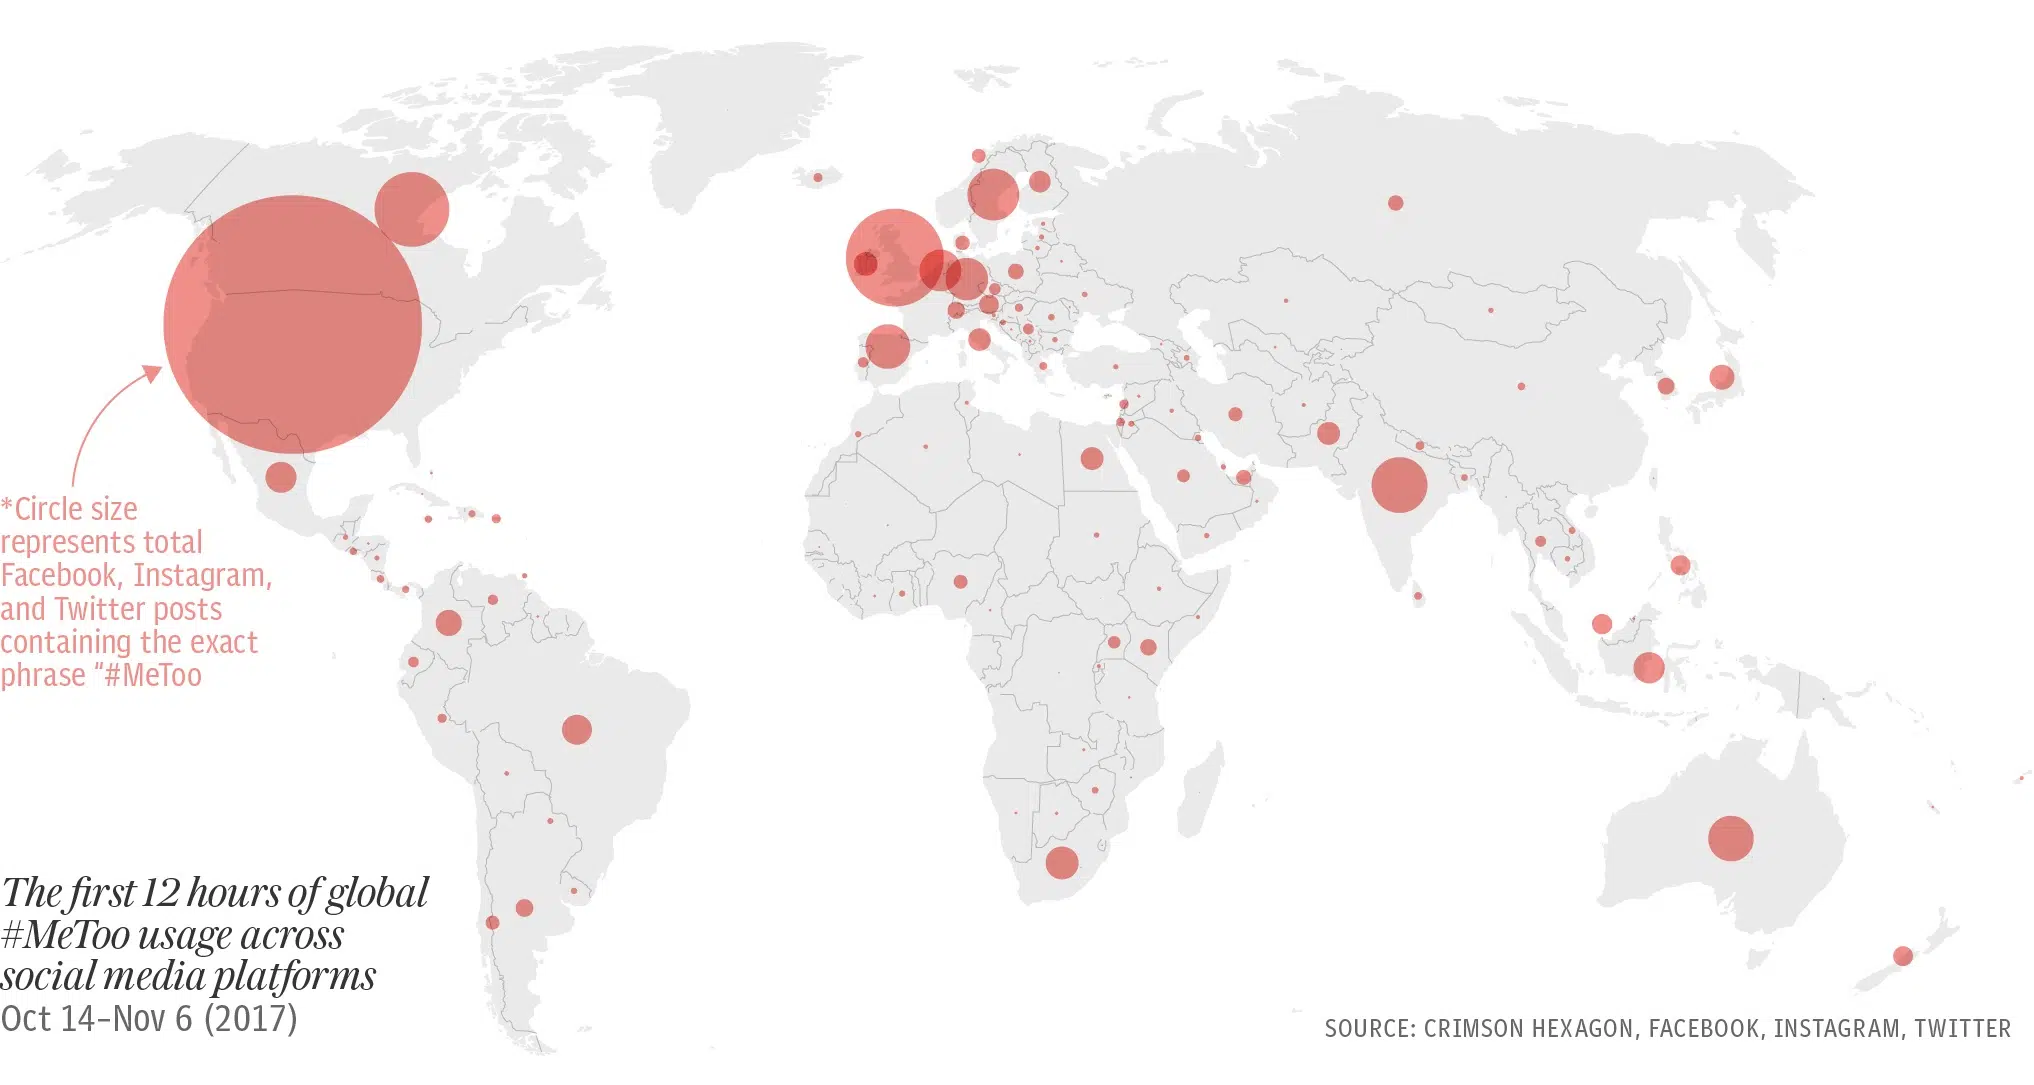 *Circle size
represents total
Facebook, Instagram,
and Twitter posts
containing the exact
phrase "#MeToo
The first 12 hours of global
#MeToo usage across
social media platforms
Oct 14–Nov 6 (2017)
SOURCE: CRIMSON HEXAGON, FACEBOOK, INSTAGRAM, TWITTER